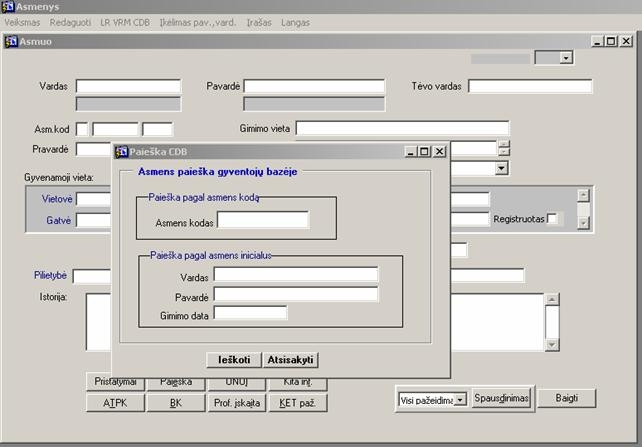 Asmenys
Veiksmas Redaguoti LR VRM CDB Įkėlimas pav.,vard. Įrašas Langas
Asmuo
Vardas Pavardė Tėvo vardas
Asm.kod Gimimo vieta
Pravardė
Paieška CDB
Asmens paieška gyventojų bazėje
Gyvenamoji vieta:
Paieška pagal asmens kodą
Vietovė
Asmens kodas
Gatvė Registruotas
Paieška pagal asmens inicialus
Vardas
Pilietybė
Pavardė
Istorija:
Gimimo data
Ieškoti Atsisakyti
Pristatymai Paieška Kita inf.
ATPK BK Prof. įskaita KET paž. Visi pažeidima Spausdinimas Baigti